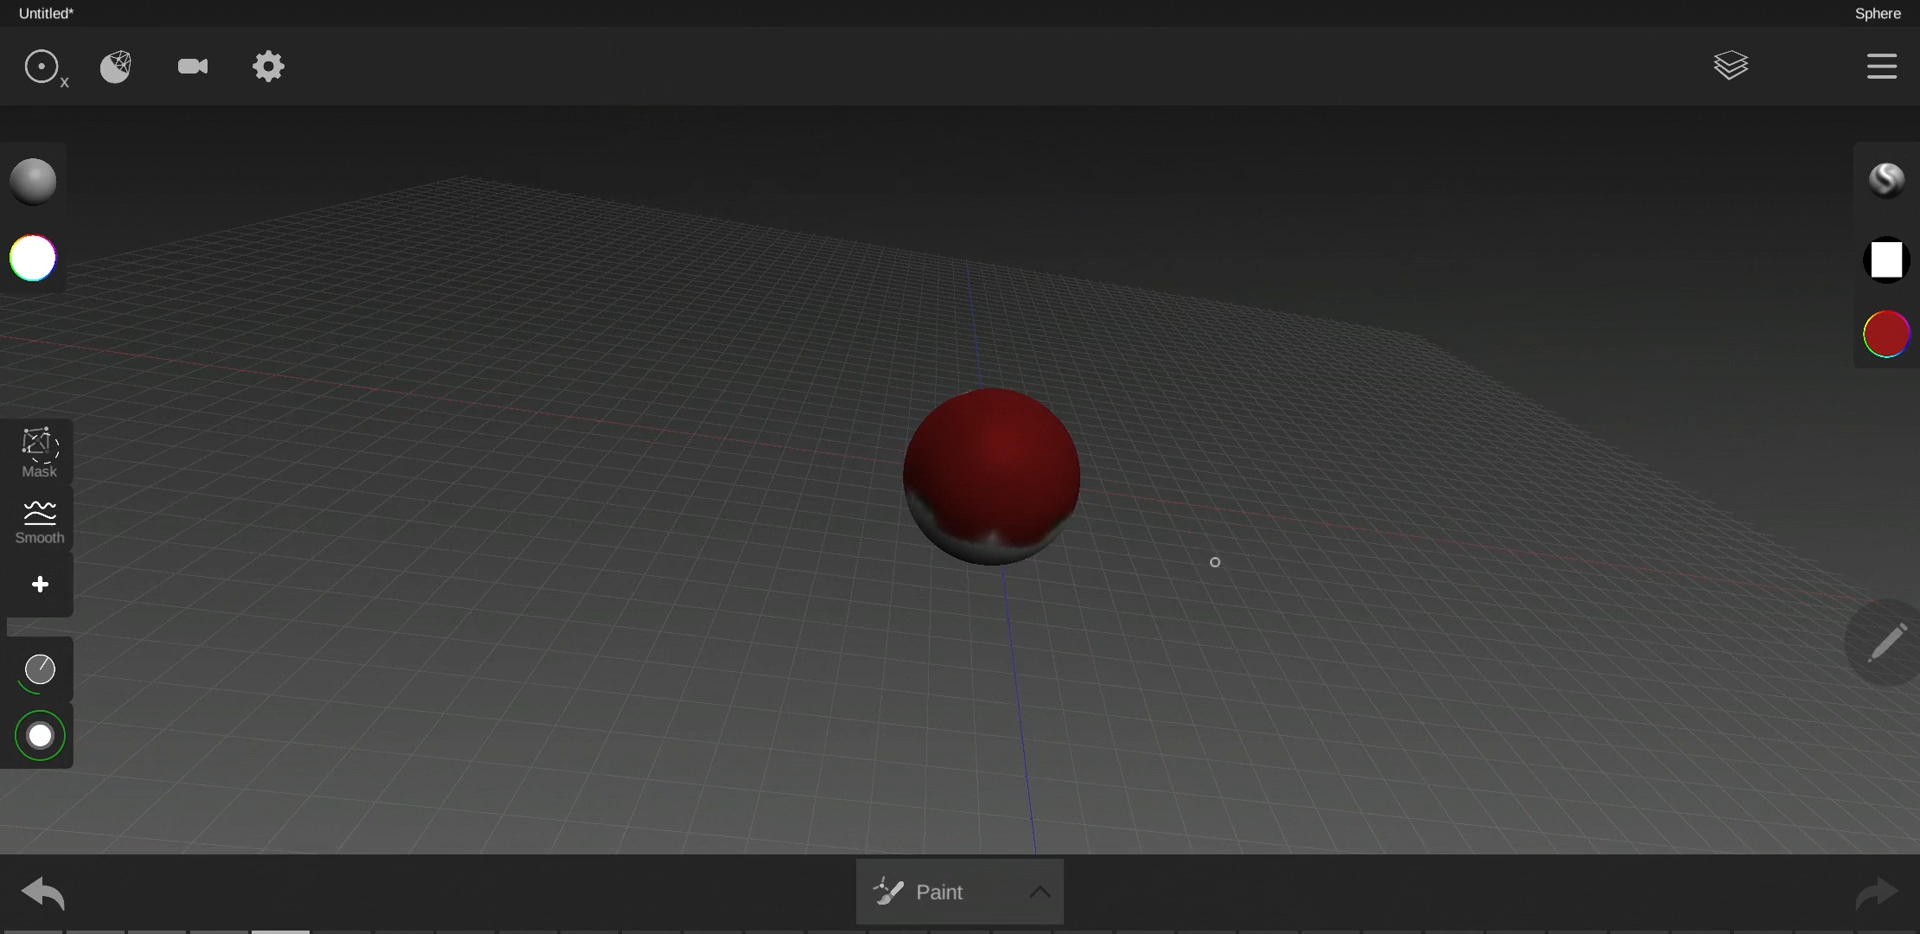 Untitled*
Sphere
x
Mask
Smooth
Paint